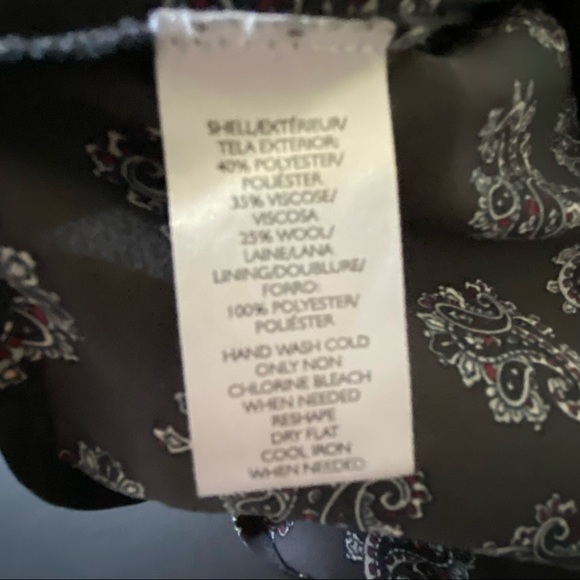 SHELL/EXTÉRIEUR/
TELA EXTERIOR:
40% POLYESTER/
POLIÉSTER
35% VISCOSE/
VISCOSA
25% WOOL/
LAINE/LANA
LINING/DOUBLURE/
FORRO:
100% POLYESTER/
POLIÉSTER
HAND WASH COLD
ONLY NON
CHLORINE BLEACH
WHEN NEEDED
RESHAPE
DRY FLAT
COOL IRON
WHEN NEEDED